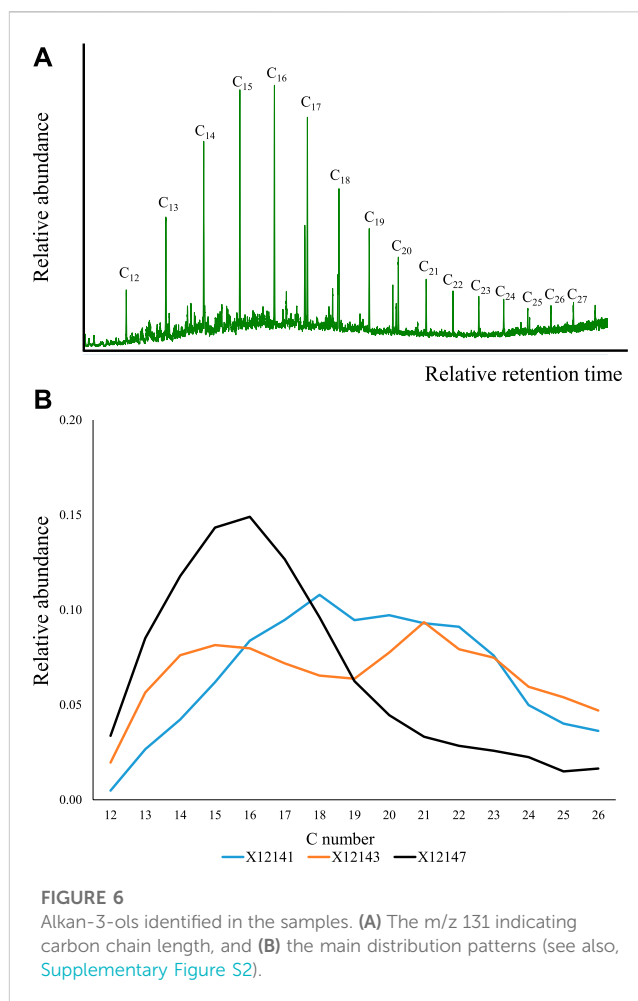 A
Relative abundance
C₁₂
C₁₃
C₁₄
C₁₅
C₁₆
C₁₇
C₁₈
C₁₉
C₂₀
C₂₁
C₂₂
C₂₃
C₂₄
C₂₅
C₂₆
C₂₇
Relative retention time
B
Relative abundance
0.20
0.15
0.10
0.05
0.00
12 13 14 15 16 17 18 19 20 21 22 23 24 25 26
C number
X12141 X12143 X12147
FIGURE 6
Alkan-3-ols identified in the samples. (A) The m/z 131 indicating
carbon chain length, and (B) the main distribution patterns (see also,
Supplementary Figure S2).